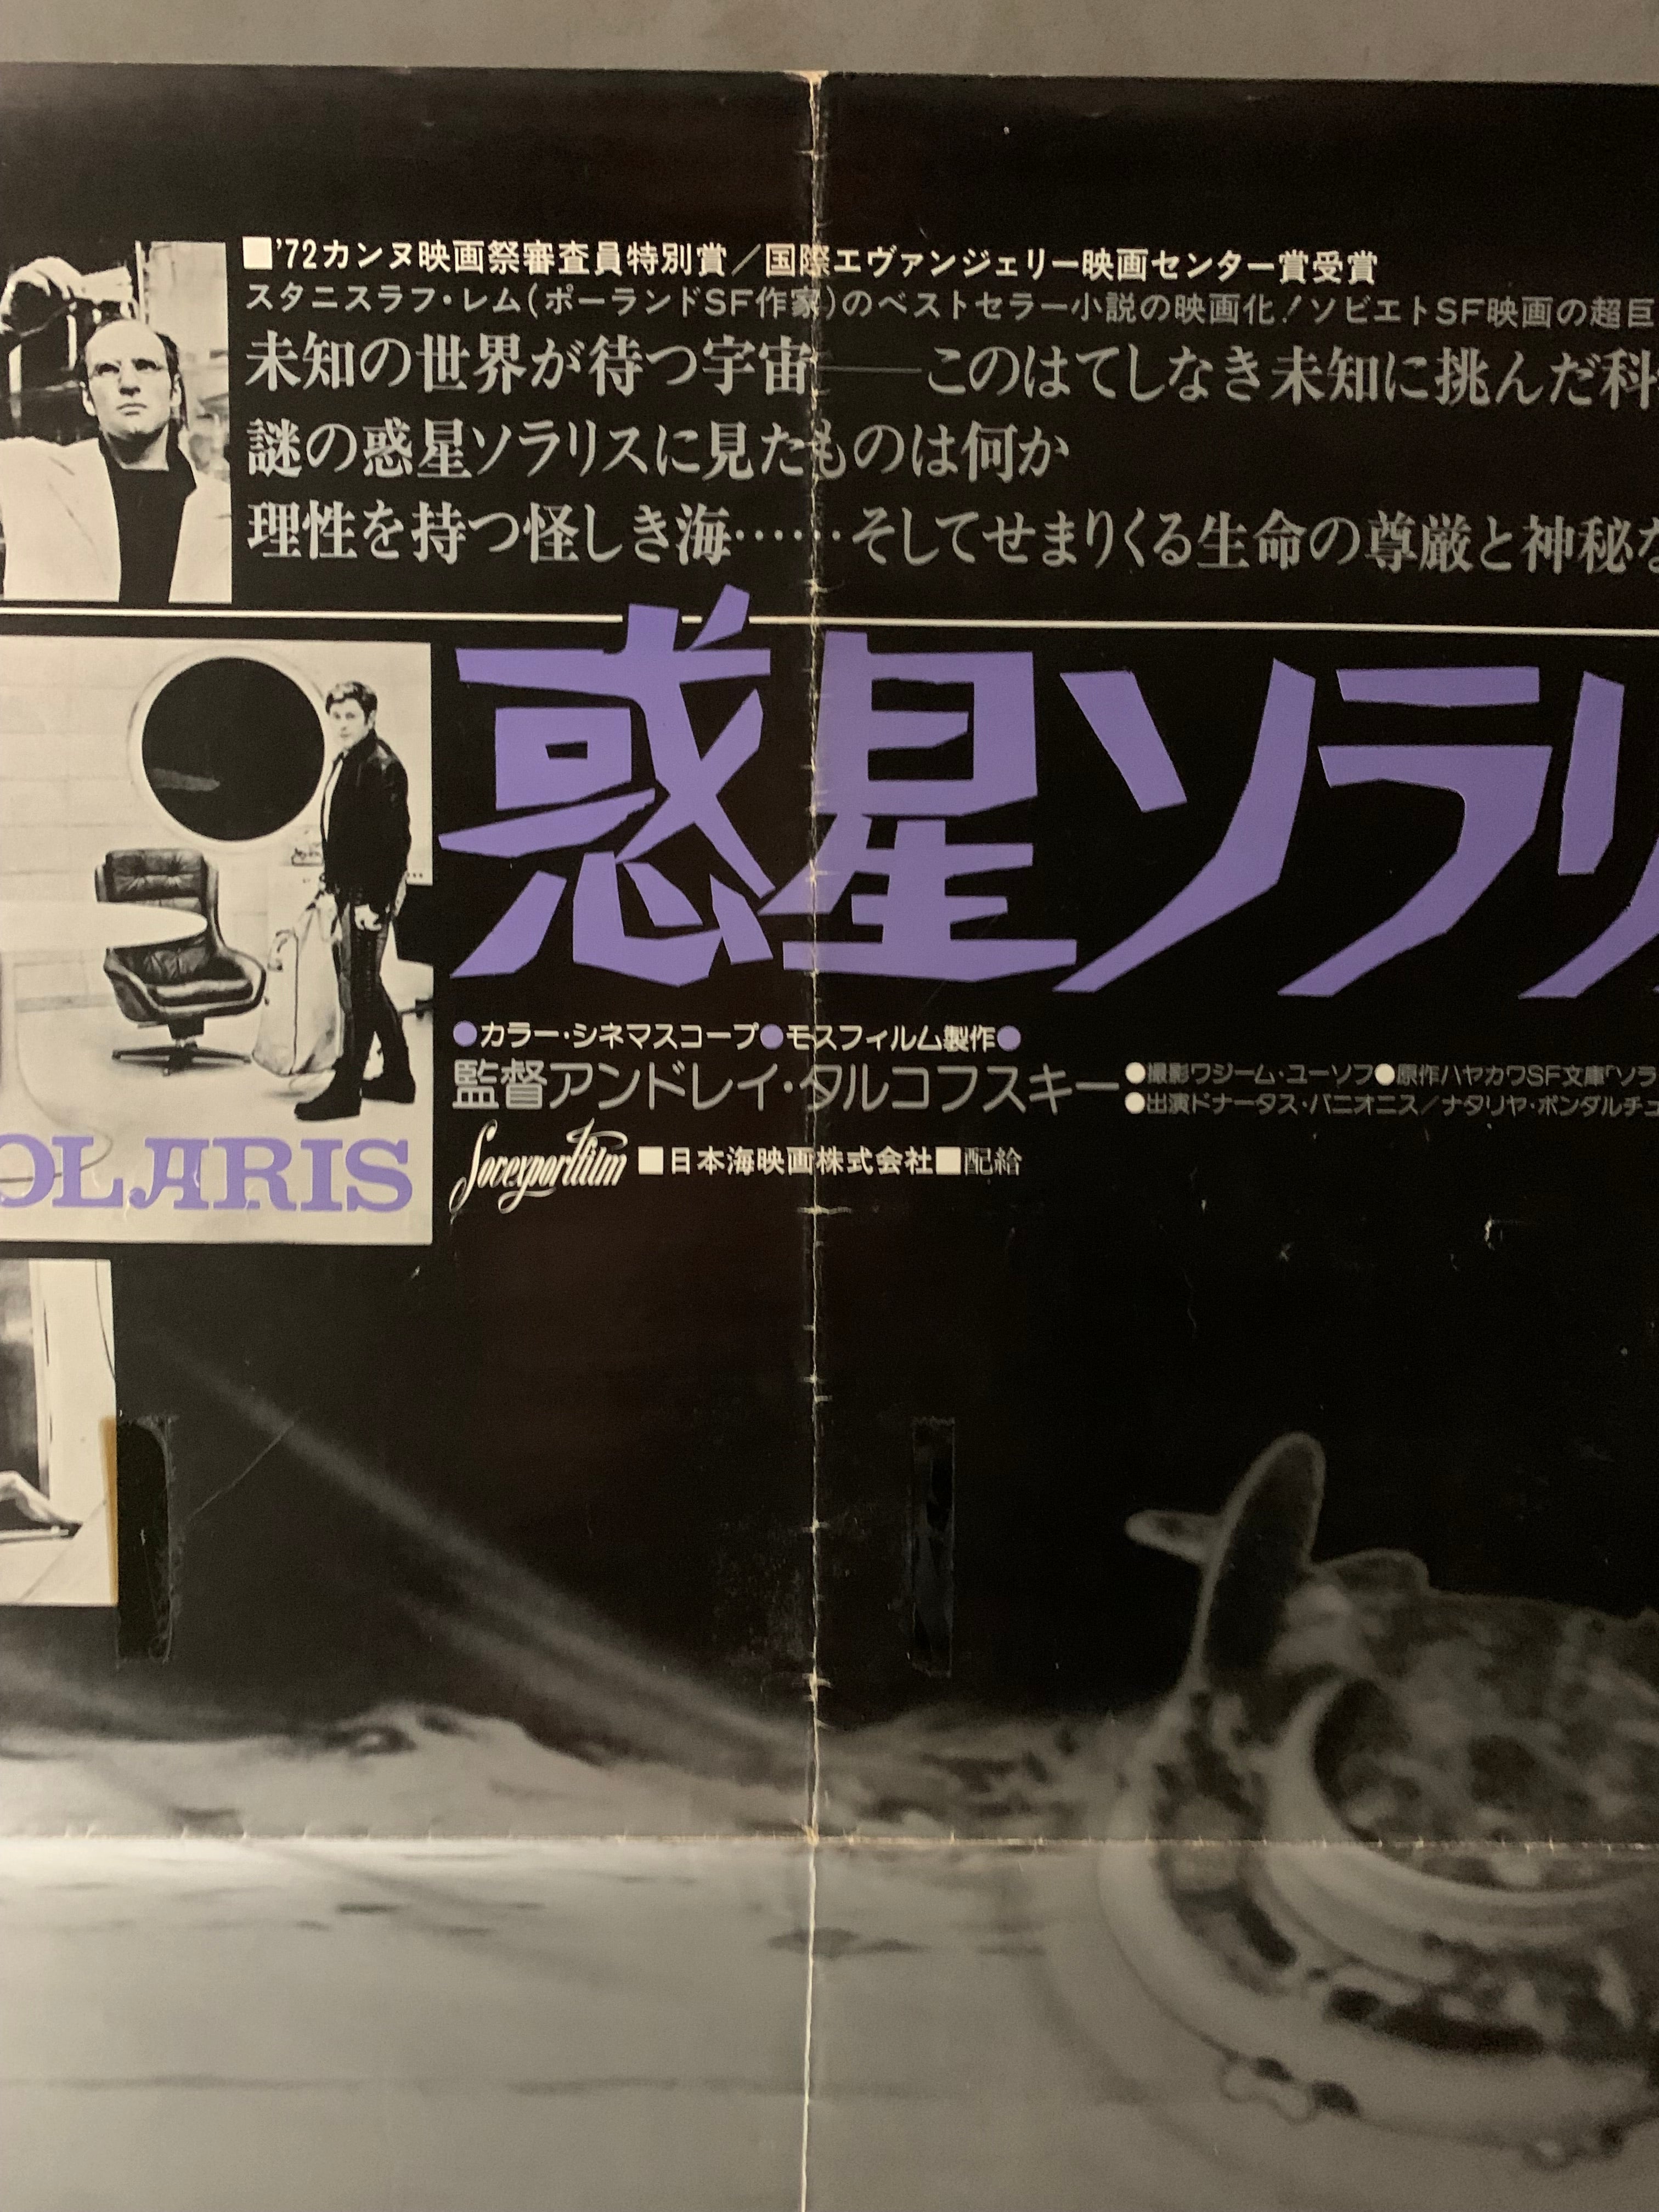 ■'72カンヌ映画祭審査員特別賞／国際エヴァンジェリー映画センター賞受賞
スタニスラフ・レム(ポーランドSF作家)のベストセラー小説の映画化！ソビエトSF映画の超巨
未知の世界が待つ宇宙――このはてしなき未知に挑んだ科
謎の惑星ソラリスに見たものは何か
理性を持つ怪しき海……そしてせまりくる生命の尊厳と神秘な
惑星ソラリ
●カラー・シネマスコープ●モスフィルム製作●
監督アンドレイ・タルコフスキー
●撮影ワジーム・ユーソフ●原作ハヤカワSF文庫「ソラ
●出演ドナータス・バニオニス／ナタリヤ・ボンダルチュ
OLARIS
Sovexportfilm ■日本海映画株式会社■配給